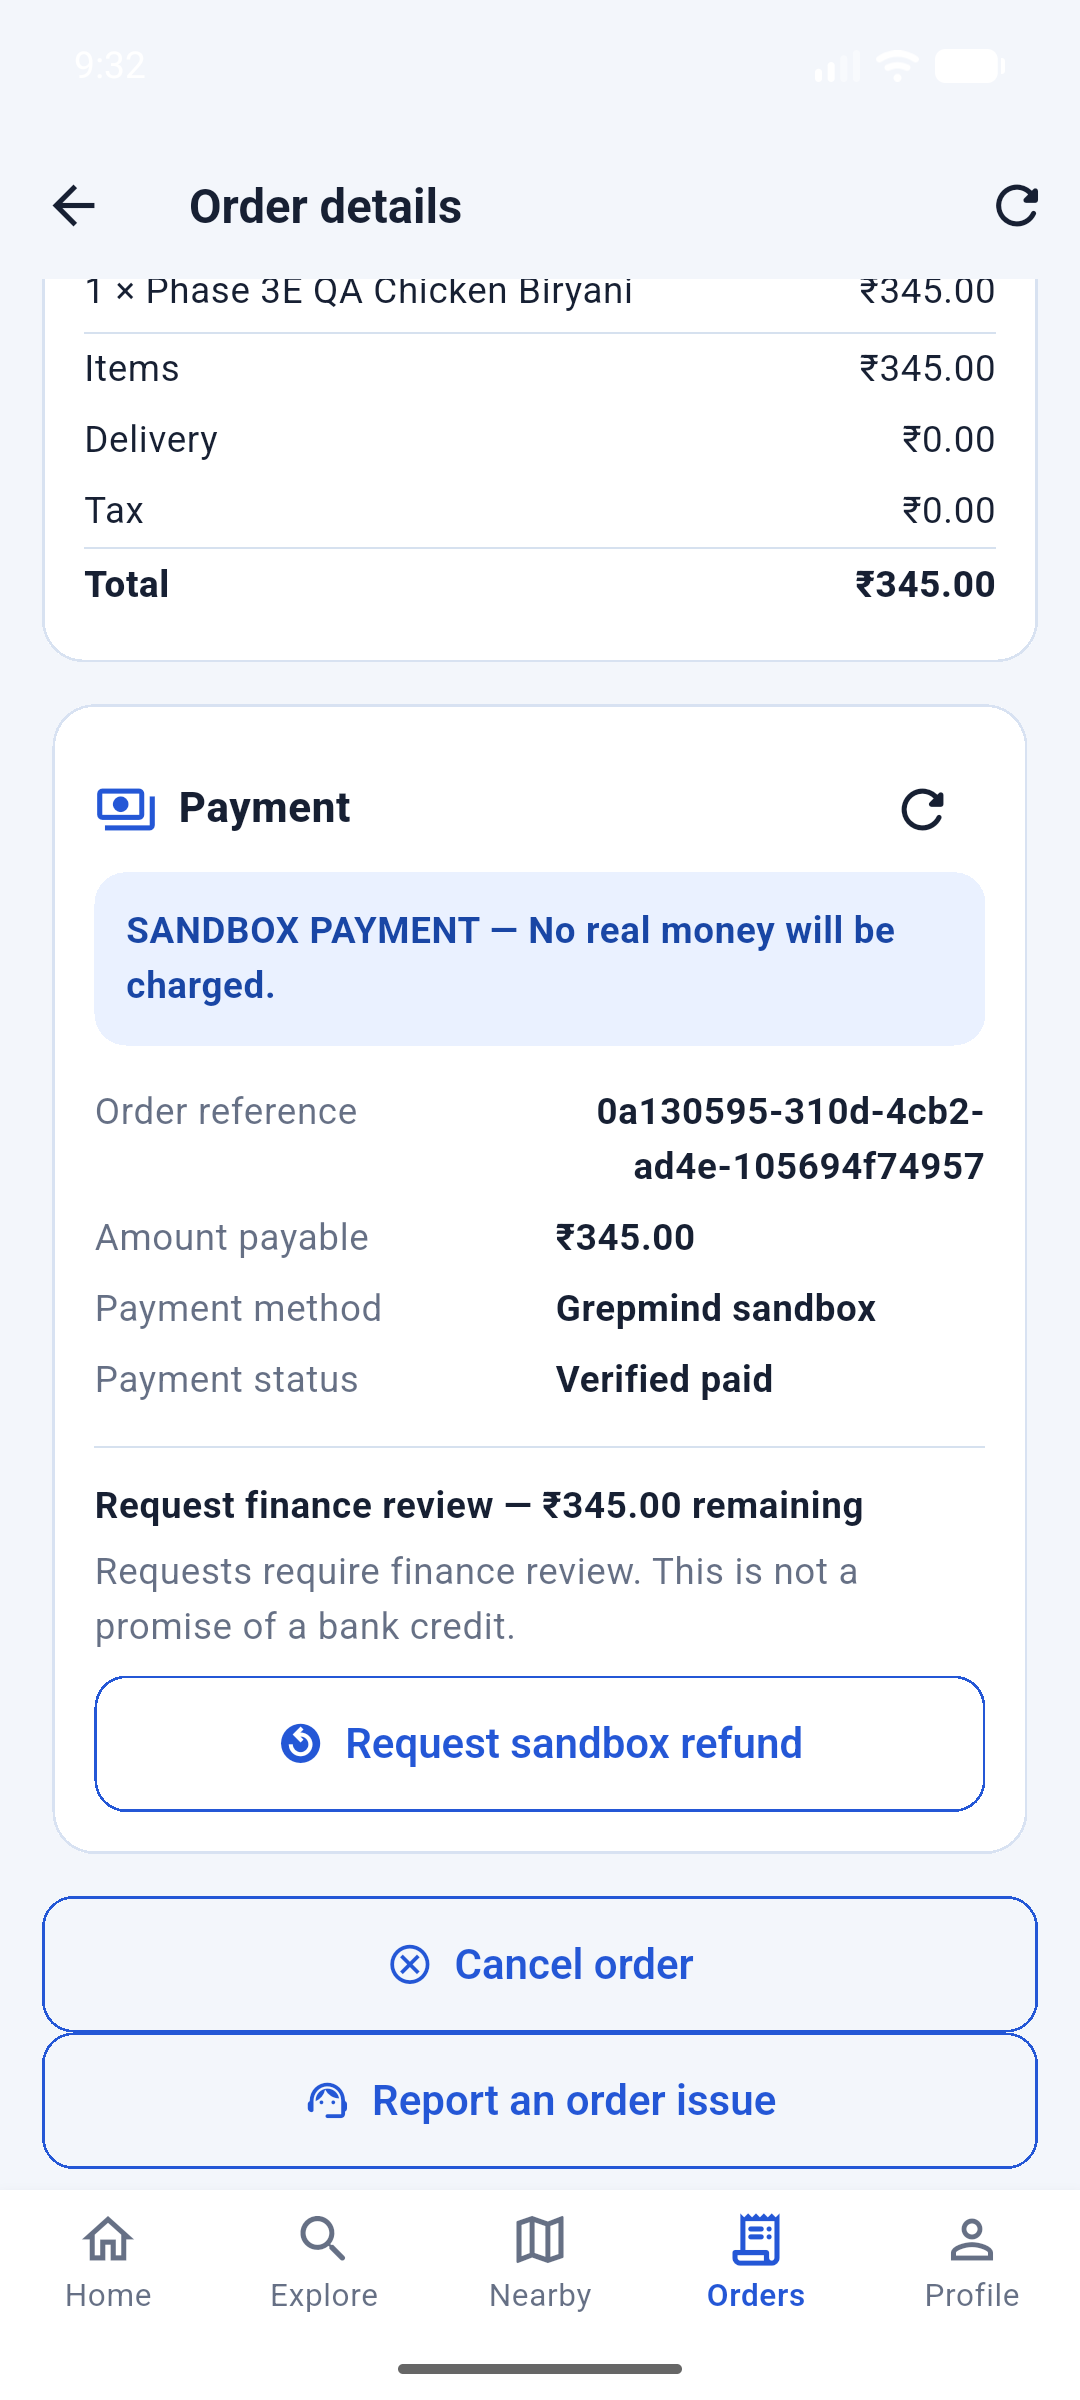 9:32
Order details
1 × Phase 3E QA Chicken Biryani ₹345.00
Items ₹345.00
Delivery ₹0.00
Tax ₹0.00
Total ₹345.00
Payment
SANDBOX PAYMENT — No real money will be
charged.
Order reference 0a130595-310d-4cb2-
ad4e-105694f74957
Amount payable ₹345.00
Payment method Grepmind sandbox
Payment status Verified paid
Request finance review — ₹345.00 remaining
Requests require finance review. This is not a
promise of a bank credit.
Request sandbox refund
Cancel order
Report an order issue
Home Explore Nearby Orders Profile